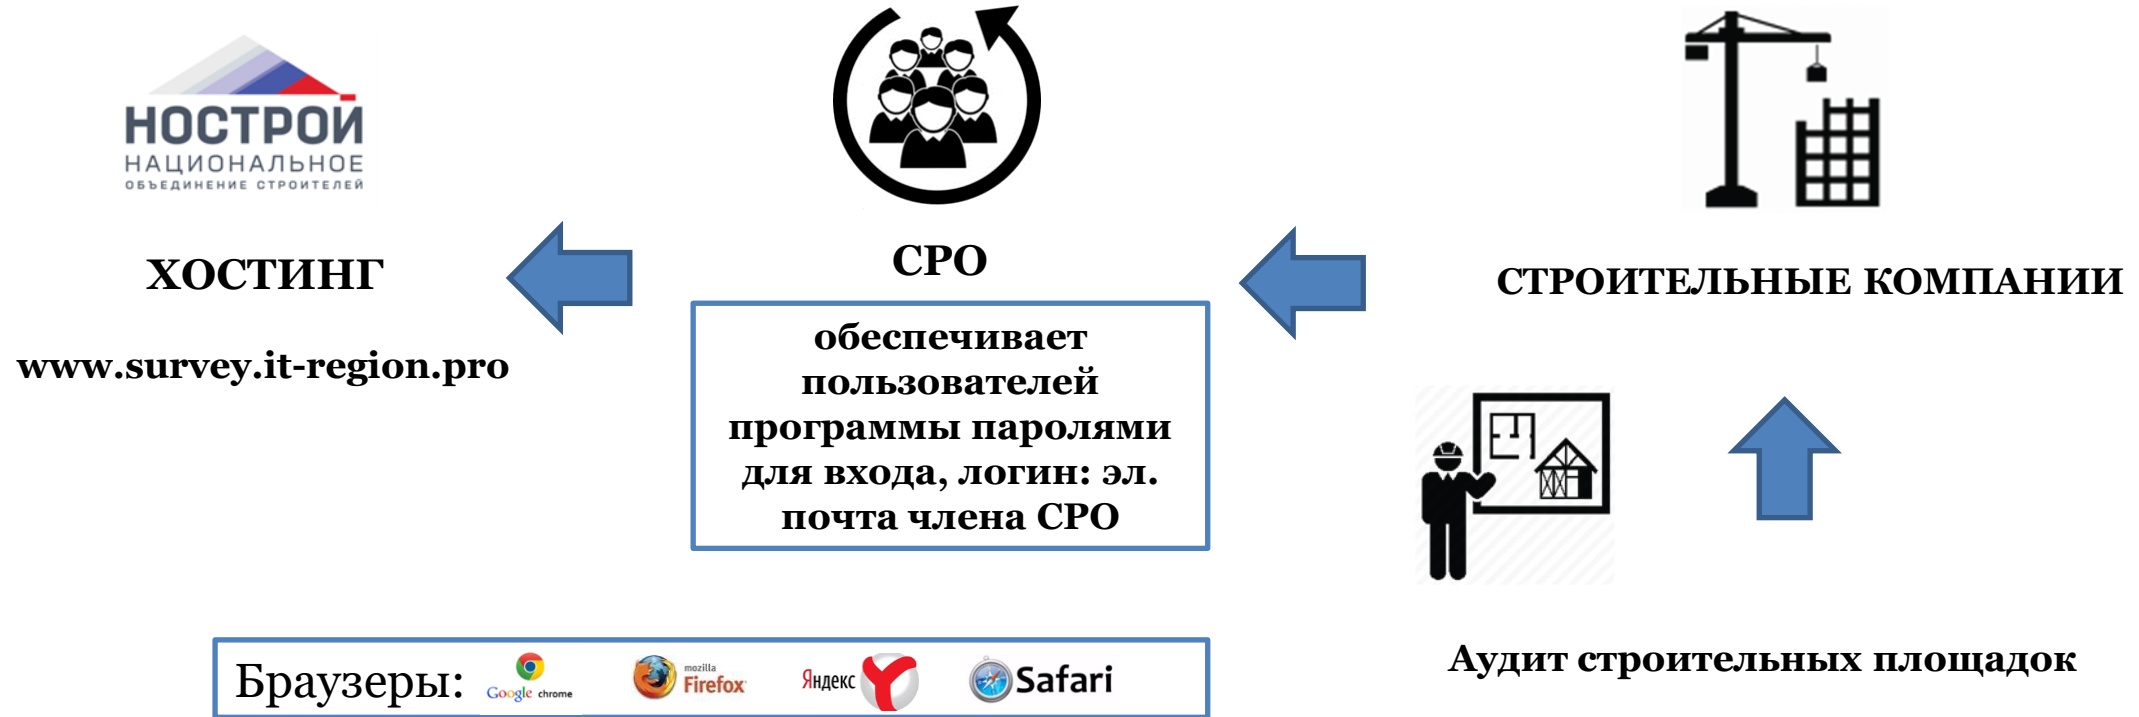 НОСТРОЙ
НАЦИОНАЛЬНОЕ
ОБЪЕДИНЕНИЕ СТРОИТЕЛЕЙ
ХОСТИНГ
www.survey.it-region.pro
СРО
обеспечивает
пользователей
программы паролями
для входа, логин: эл.
почта члена СРО
СТРОИТЕЛЬНЫЕ КОМПАНИИ
Аудит строительных площадок
Браузеры: Google chrome mozilla Firefox Яндекс Safari